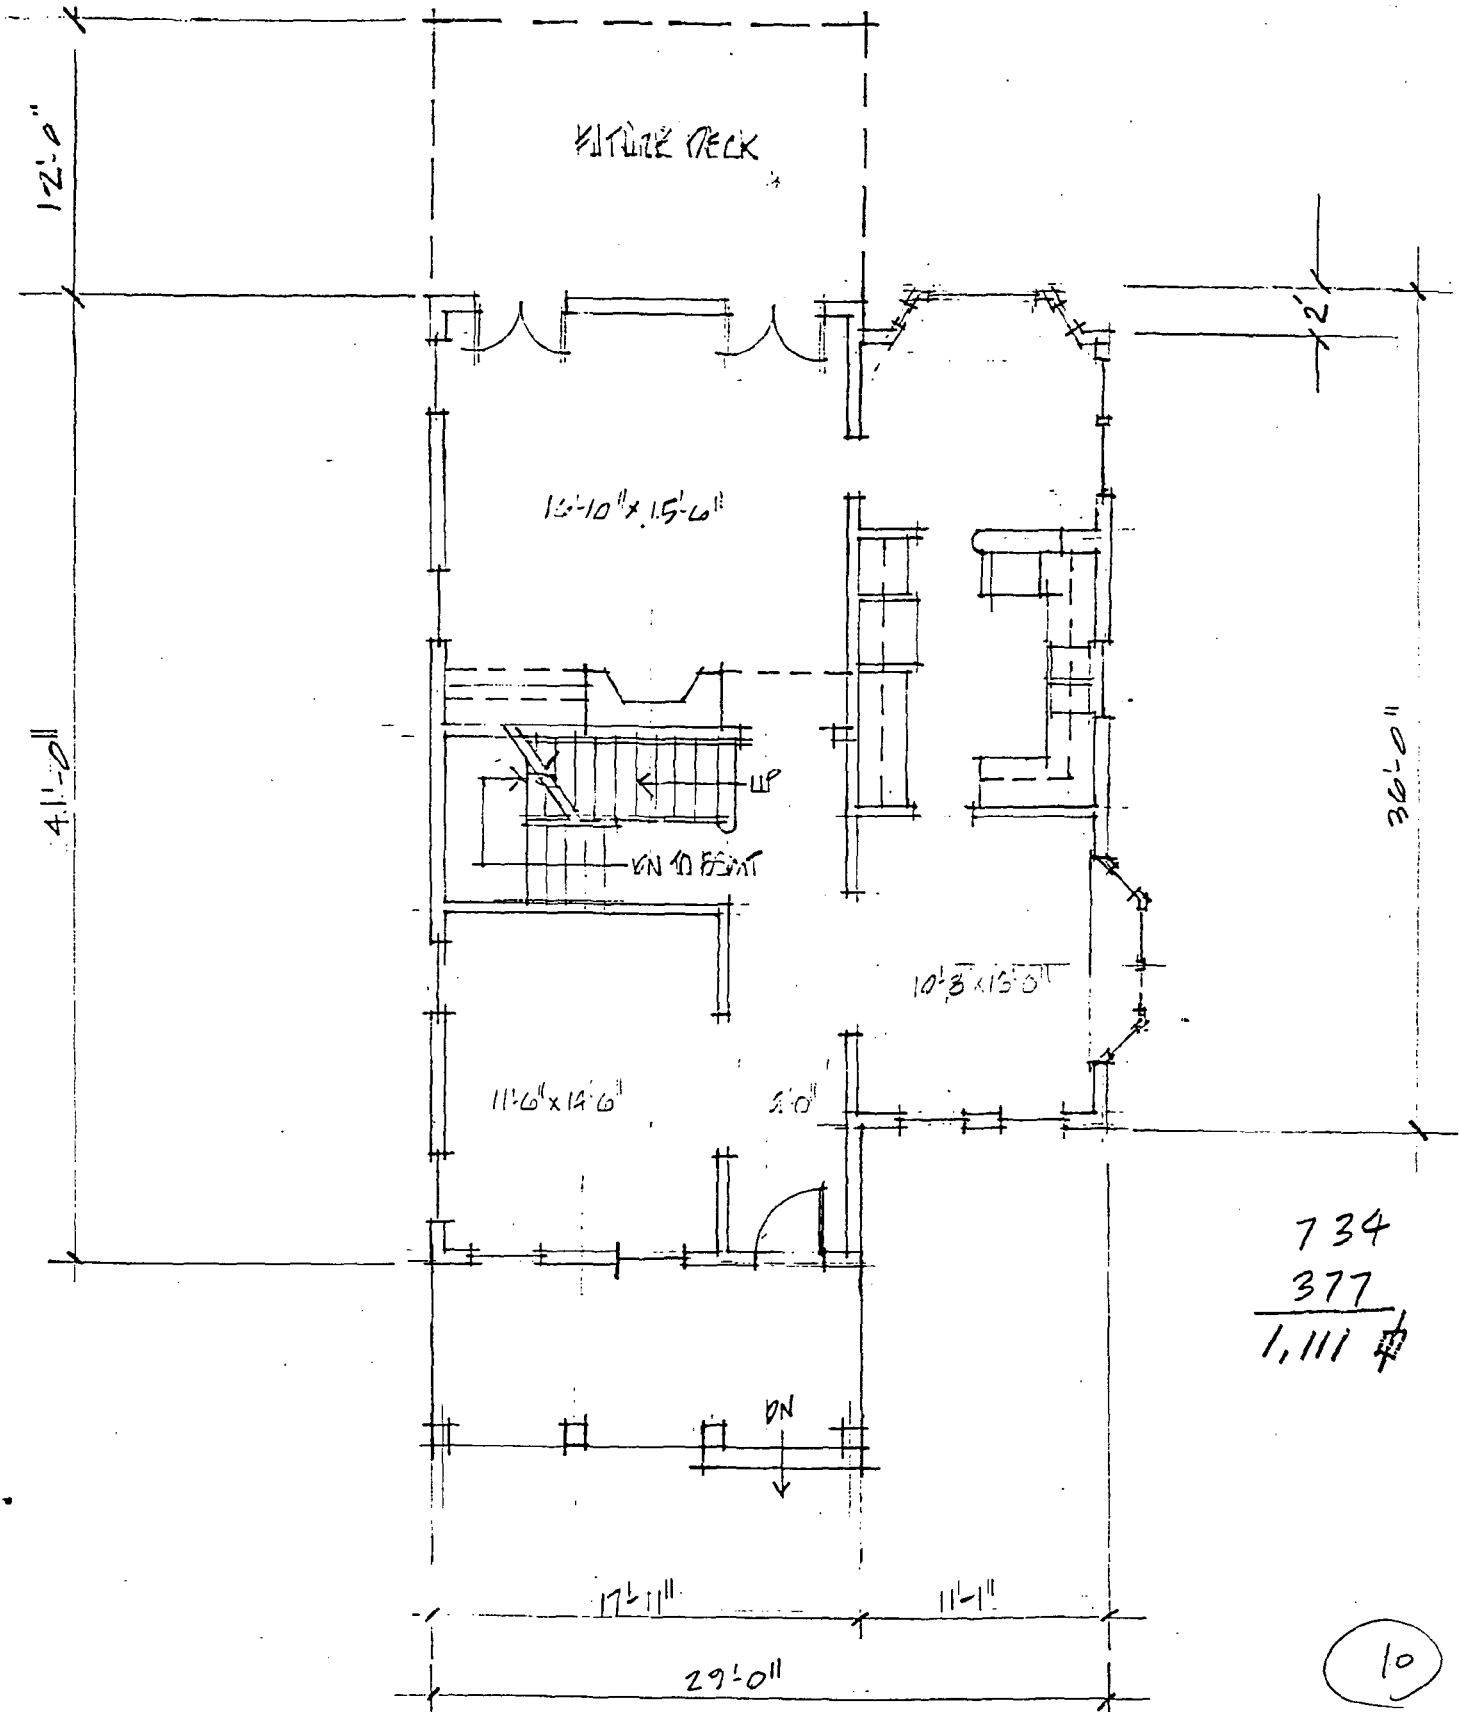 12'-0"
FUTURE DECK
2'
16'-10" x 15'-6"
41'-0"
36'-0"
UP
DN TO BSMT
10'-8" x 13'-0"
11'-6" x 14'-6"
5'-0"
734
377
1,111
DN
17'-11"
11'-1"
29'-0"
10